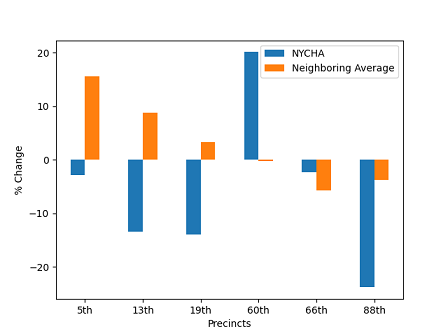 NYCHA
Neighboring Average
% Change
20
10
0
−10
−20
5th 13th 19th 60th 66th 88th
Precincts